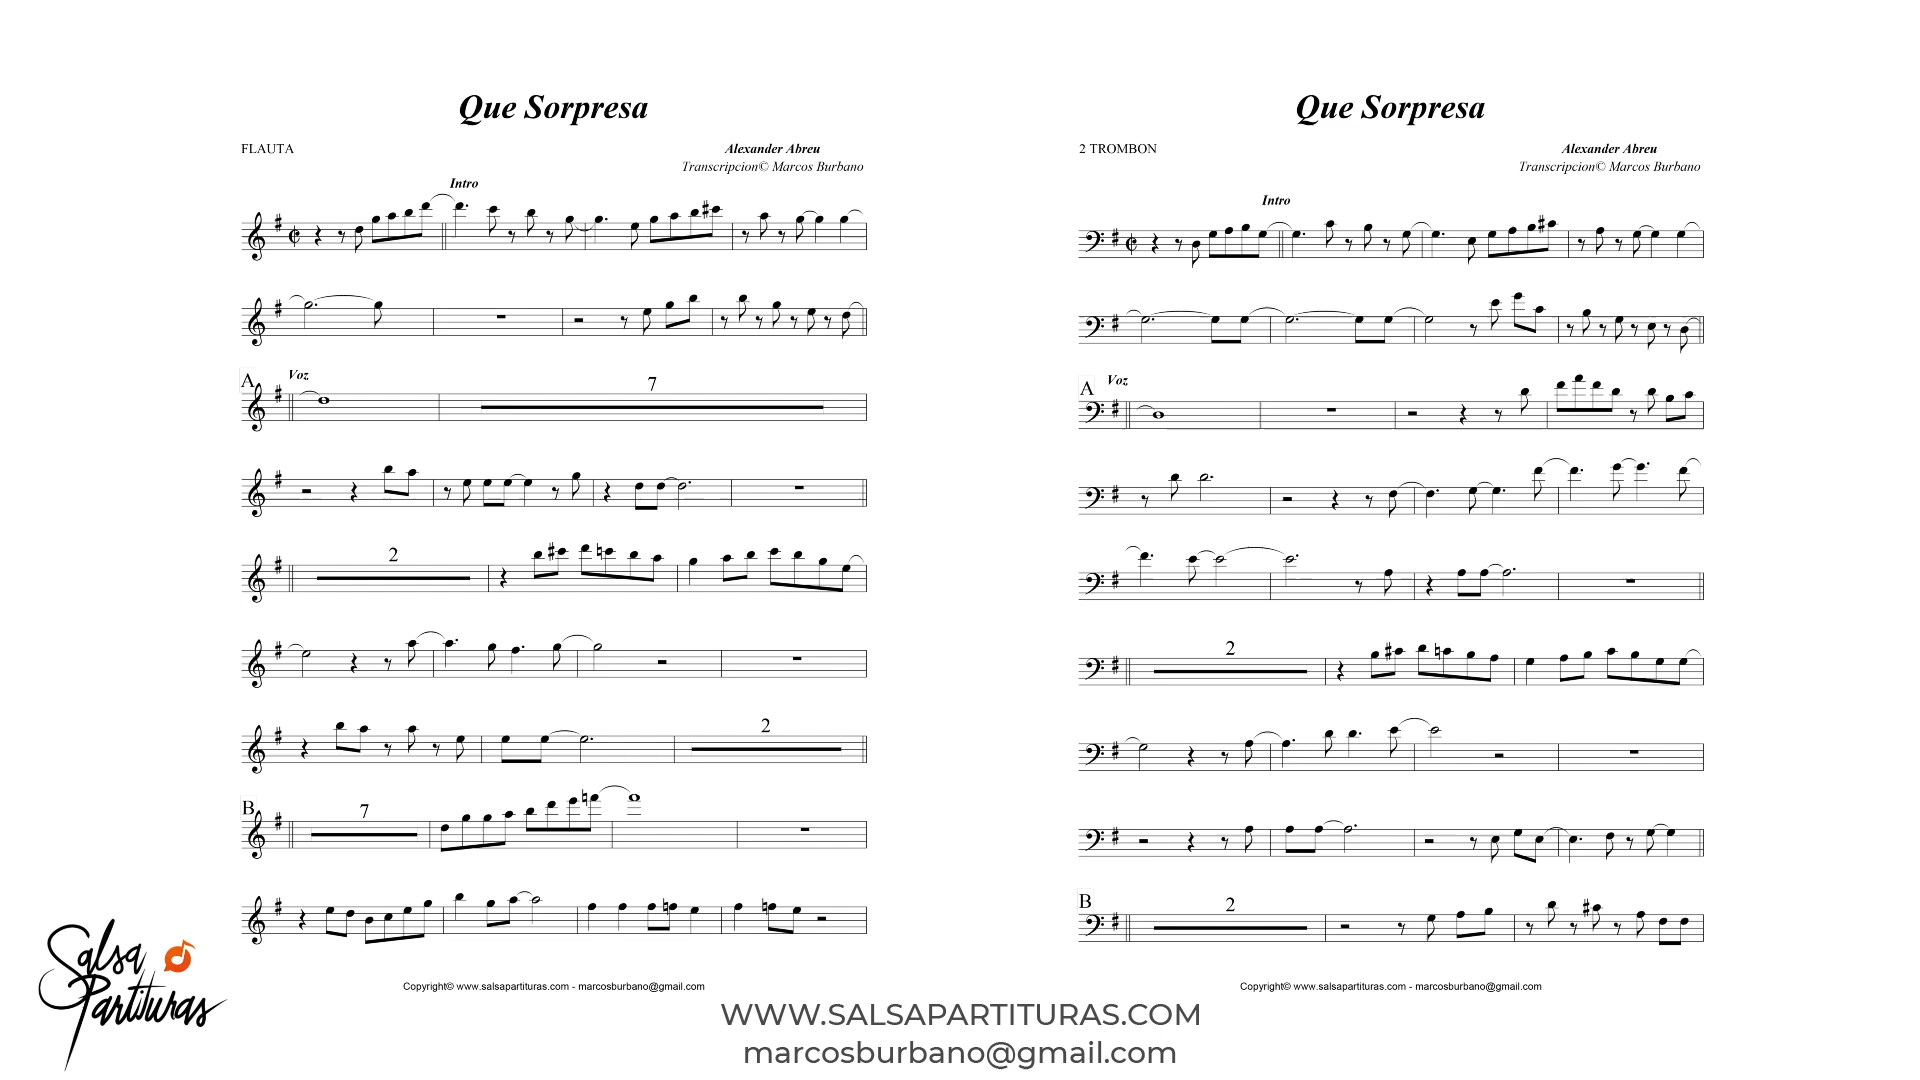 Que Sorpresa
FLAUTA
Alexander Abreu
Transcripcion© Marcos Burbano
Intro
A
Voz
7
2
2
B
7
Copyright© www.salsapartituras.com - marcosburbano@gmail.com
Que Sorpresa
2 TROMBON
Alexander Abreu
Transcripcion© Marcos Burbano
Intro
A
Voz
2
B
2
Copyright© www.salsapartituras.com - marcosburbano@gmail.com
Salsa
Partituras
WWW.SALSAPARTITURAS.COM
marcosburbano@gmail.com